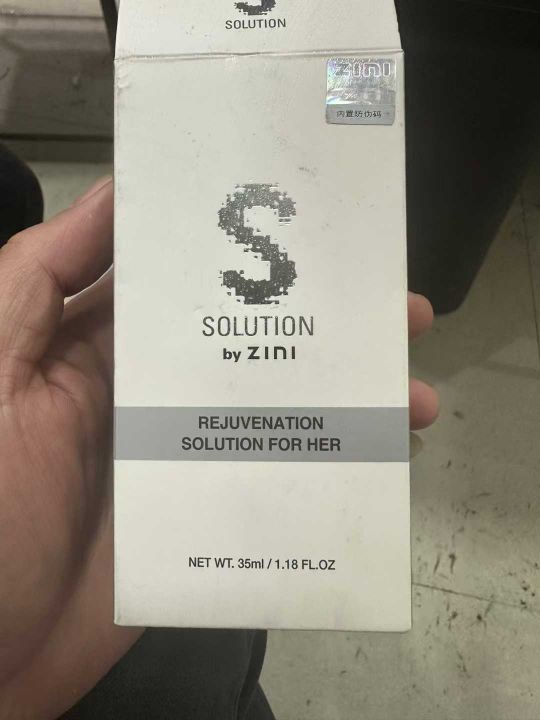 SOLUTION
ZINI
内置防伪码
S
SOLUTION
by ZINI
REJUVENATION
SOLUTION FOR HER
NET WT. 35ml / 1.18 FL.OZ